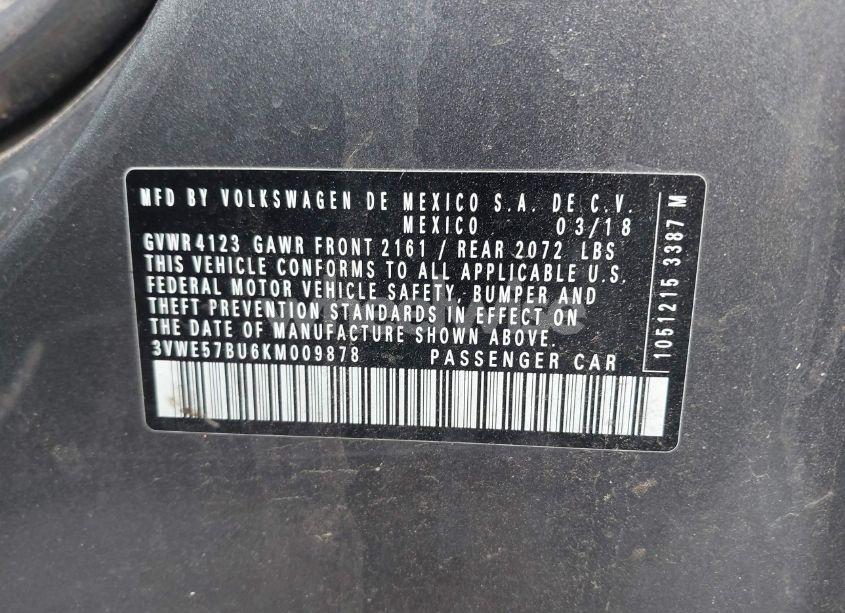 MFD BY VOLKSWAGEN DE MEXICO S.A. DE C.V.
MEXICO 03/18
GVWR 4123 GAWR FRONT 2161 / REAR 2072 LBS
THIS VEHICLE CONFORMS TO ALL APPLICABLE U.S.
FEDERAL MOTOR VEHICLE SAFETY, BUMPER AND
THEFT PREVENTION STANDARDS IN EFFECT ON
THE DATE OF MANUFACTURE SHOWN ABOVE.
3VWE57BU6KM009878 PASSENGER CAR
1051215 3387 M